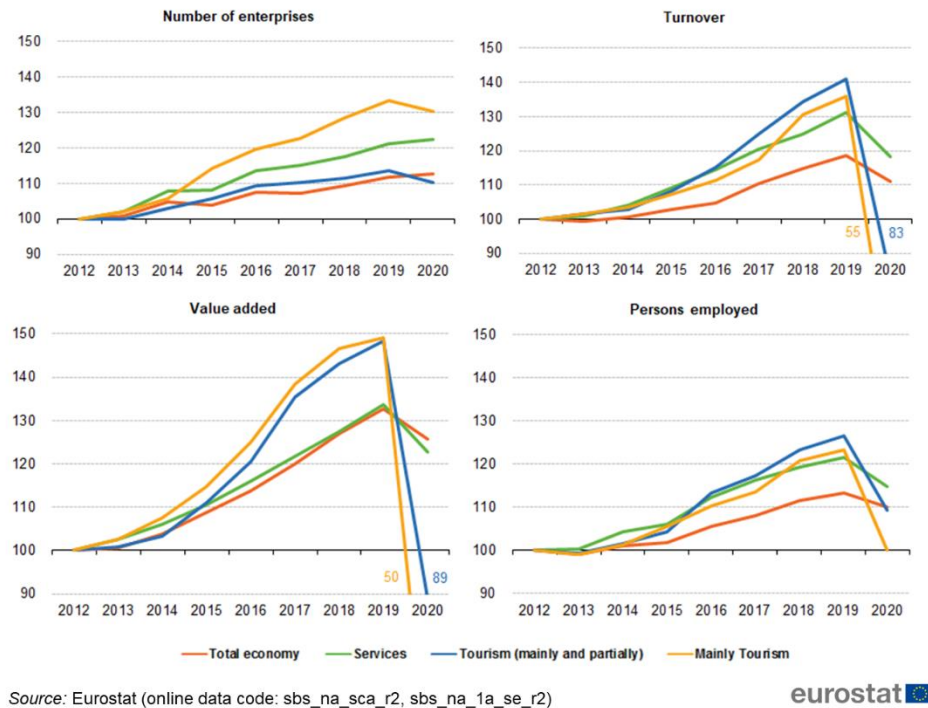 Number of enterprises
150
140
130
120
110
100
90
2012 2013 2014 2015 2016 2017 2018 2019 2020
Turnover
150
140
130
120
110
100
90
55 83
2012 2013 2014 2015 2016 2017 2018 2019 2020
Value added
150
140
130
120
110
100
90
50 89
2012 2013 2014 2015 2016 2017 2018 2019 2020
Persons employed
150
140
130
120
110
100
90
2012 2013 2014 2015 2016 2017 2018 2019 2020
Total economy Services Tourism (mainly and partially) Mainly Tourism
Source: Eurostat (online data code: sbs_na_sca_r2, sbs_na_1a_se_r2)
eurostat